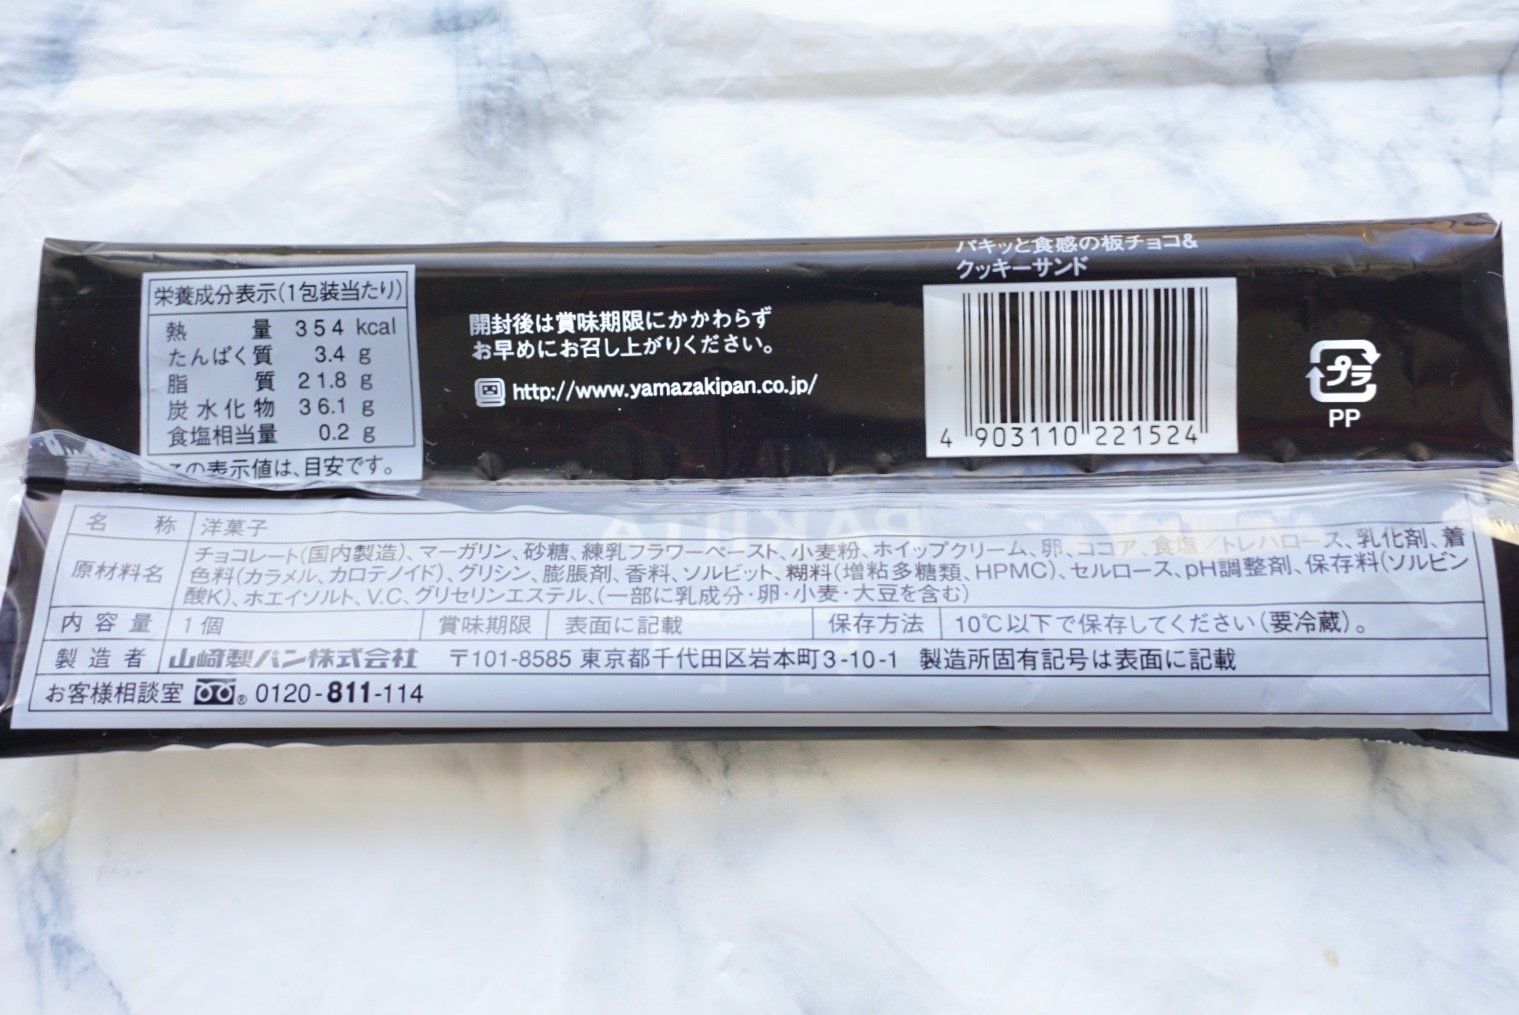 栄養成分表示(1包装当たり)
熱量 354 kcal
たんぱく質 3.4 g
脂質 21.8 g
炭水化物 36.1 g
食塩相当量 0.2 g
この表示値は、目安です。
開封後は賞味期限にかかわらず
お早めにお召し上がりください。
http://www.yamazakipan.co.jp/
パキッと食感の板チョコ&
クッキーサンド
4 903110 221524
プラ
PP
名称 洋菓子
原材料名 チョコレート(国内製造)、マーガリン、砂糖、練乳フラワーペースト、小麦粉、ホイップクリーム、卵、ココア、食塩/トレハロース、乳化剤、着
色料(カラメル、カロテノイド)、グリシン、膨脹剤、香料、ソルビット、糊料(増粘多糖類、HPMC)、セルロース、pH調整剤、保存料(ソルビン
酸K)、ホエイソルト、V.C、グリセリンエステル、(一部に乳成分・卵・小麦・大豆を含む)
内容量 1個 賞味期限 表面に記載 保存方法 10℃以下で保存してください(要冷蔵)。
製造者 山崎製パン株式会社 〒101-8585 東京都千代田区岩本町3-10-1 製造所固有記号は表面に記載
お客様相談室 0120-811-114